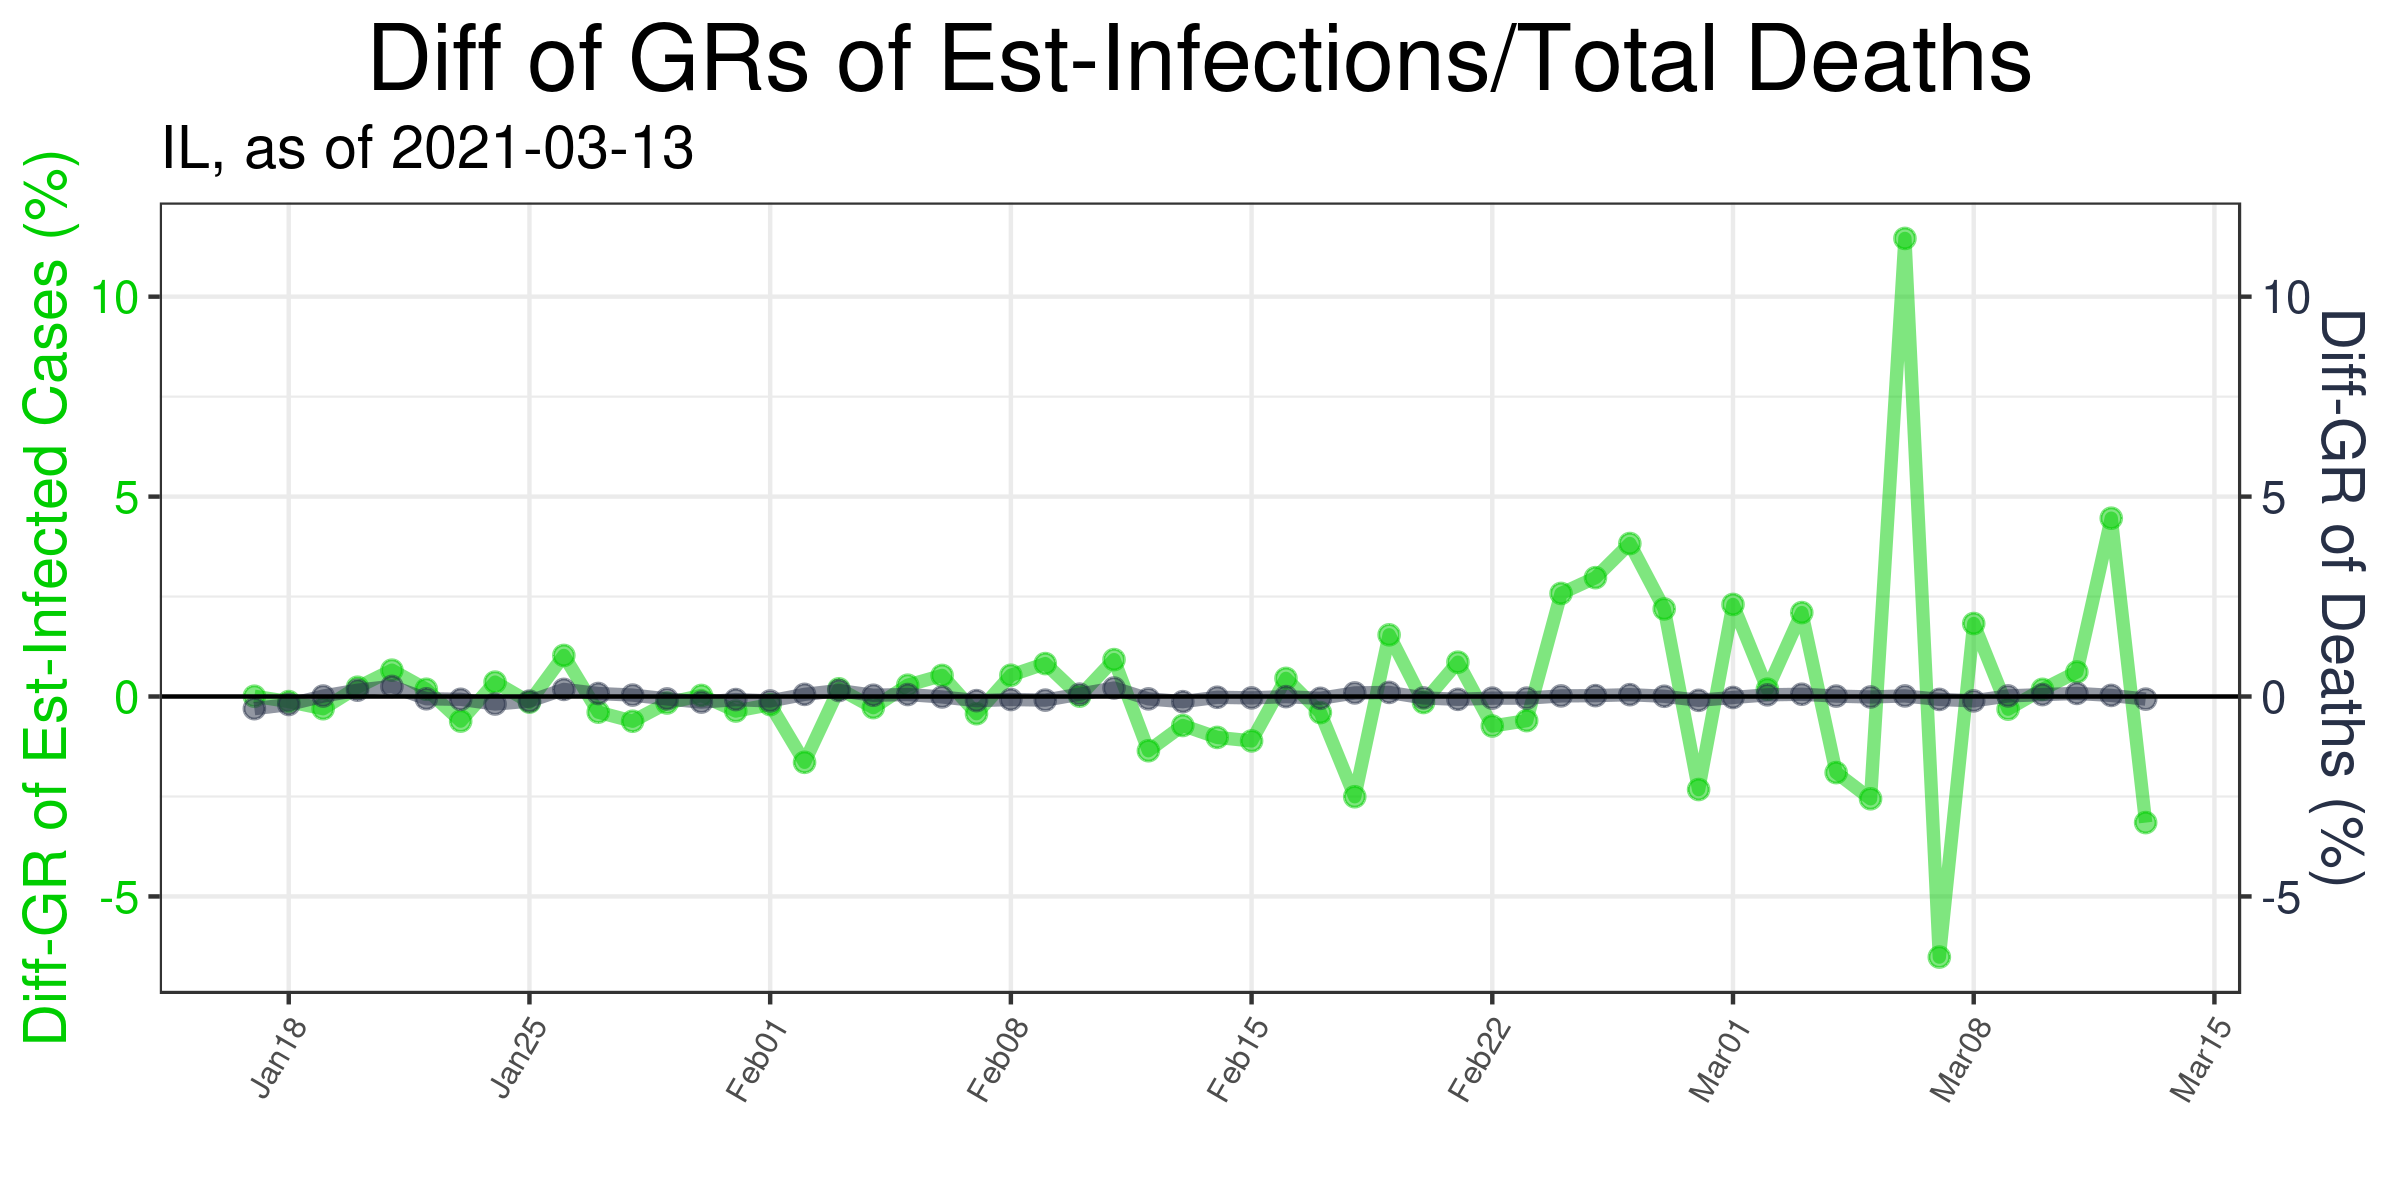 Diff of GRs of Est-Infections/Total Deaths
IL, as of 2021-03-13
Diff-GR of Est-Infected Cases (%)
10
5
0
-5
10
5
0
-5
Diff-GR of Deaths (%)
Jan18
Jan25
Feb01
Feb08
Feb15
Feb22
Mar01
Mar08
Mar15